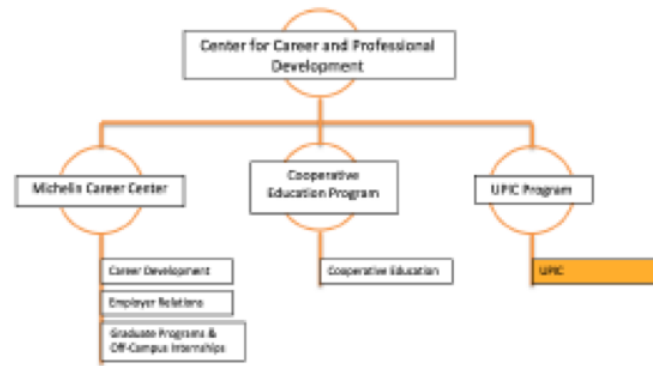 Center for Career and Professional
Development
Michelin Career Center
Cooperative
Education Program
UPIC Program
Career Development
Employer Relations
Graduate Programs &
Off-Campus Internships
Cooperative Education
UPIC